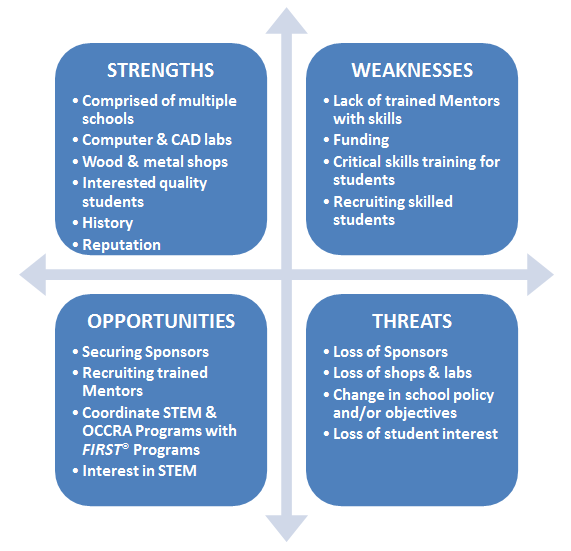 STRENGTHS
• Comprised of multiple
schools
• Computer & CAD labs
• Wood & metal shops
• Interested quality
students
• History
• Reputation
WEAKNESSES
• Lack of trained Mentors
with skills
• Funding
• Critical skills training for
students
• Recruiting skilled
students
OPPORTUNITIES
• Securing Sponsors
• Recruiting trained
Mentors
• Coordinate STEM &
OCCRA Programs with
FIRST® Programs
• Interest in STEM
THREATS
• Loss of Sponsors
• Loss of shops & labs
• Change in school policy
and/or objectives
• Loss of student interest